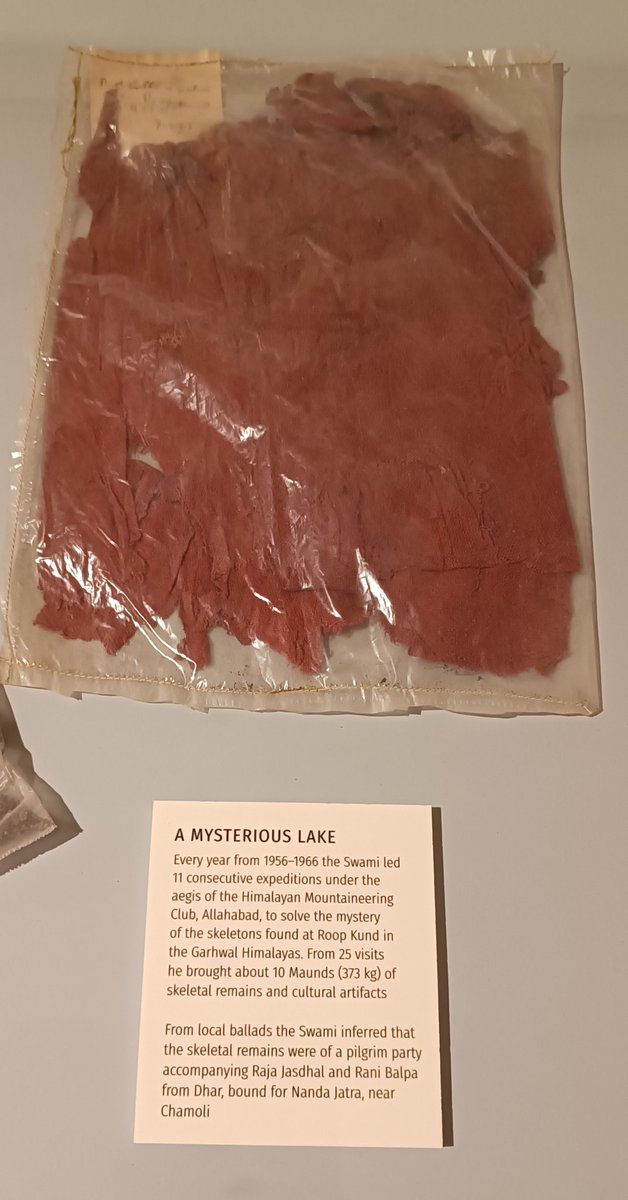 A MYSTERIOUS LAKE
Every year from 1956–1966 the Swami led
11 consecutive expeditions under the
aegis of the Himalayan Mountaineering
Club, Allahabad, to solve the mystery
of the skeletons found at Roop Kund in
the Garhwal Himalayas. From 25 visits
he brought about 10 Maunds (373 kg) of
skeletal remains and cultural artifacts
From local ballads the Swami inferred that
the skeletal remains were of a pilgrim party
accompanying Raja Jasdhal and Rani Balpa
from Dhar, bound for Nanda Jatra, near
Chamoli